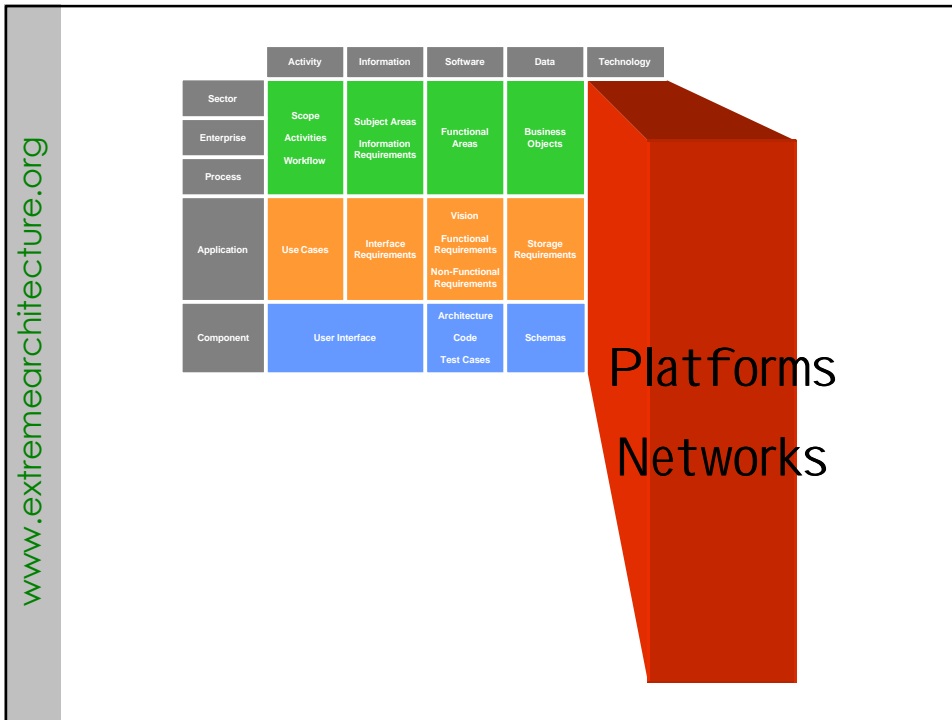 www.extremearchitecture.org
Activity
Information
Software
Data
Technology
Sector
Enterprise
Process
Scope
Activities
Workflow
Subject Areas
Information
Requirements
Functional
Areas
Business
Objects
Application
Use Cases
Interface
Requirements
Vision
Functional
Requirements
Non-Functional
Requirements
Storage
Requirements
Component
User Interface
Architecture
Code
Test Cases
Schemas
Platforms
Networks